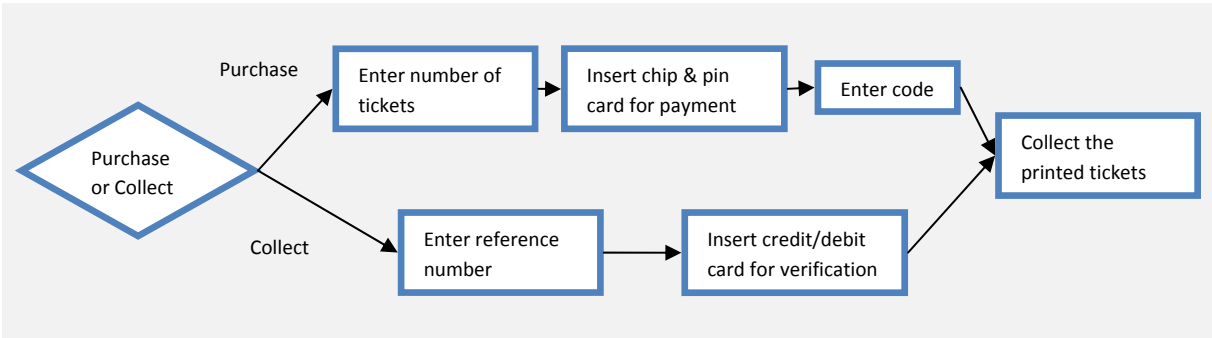 Purchase
or Collect
Purchase
Enter number of
tickets
Insert chip & pin
card for payment
Enter code
Collect the
printed tickets
Collect
Enter reference
number
Insert credit/debit
card for verification